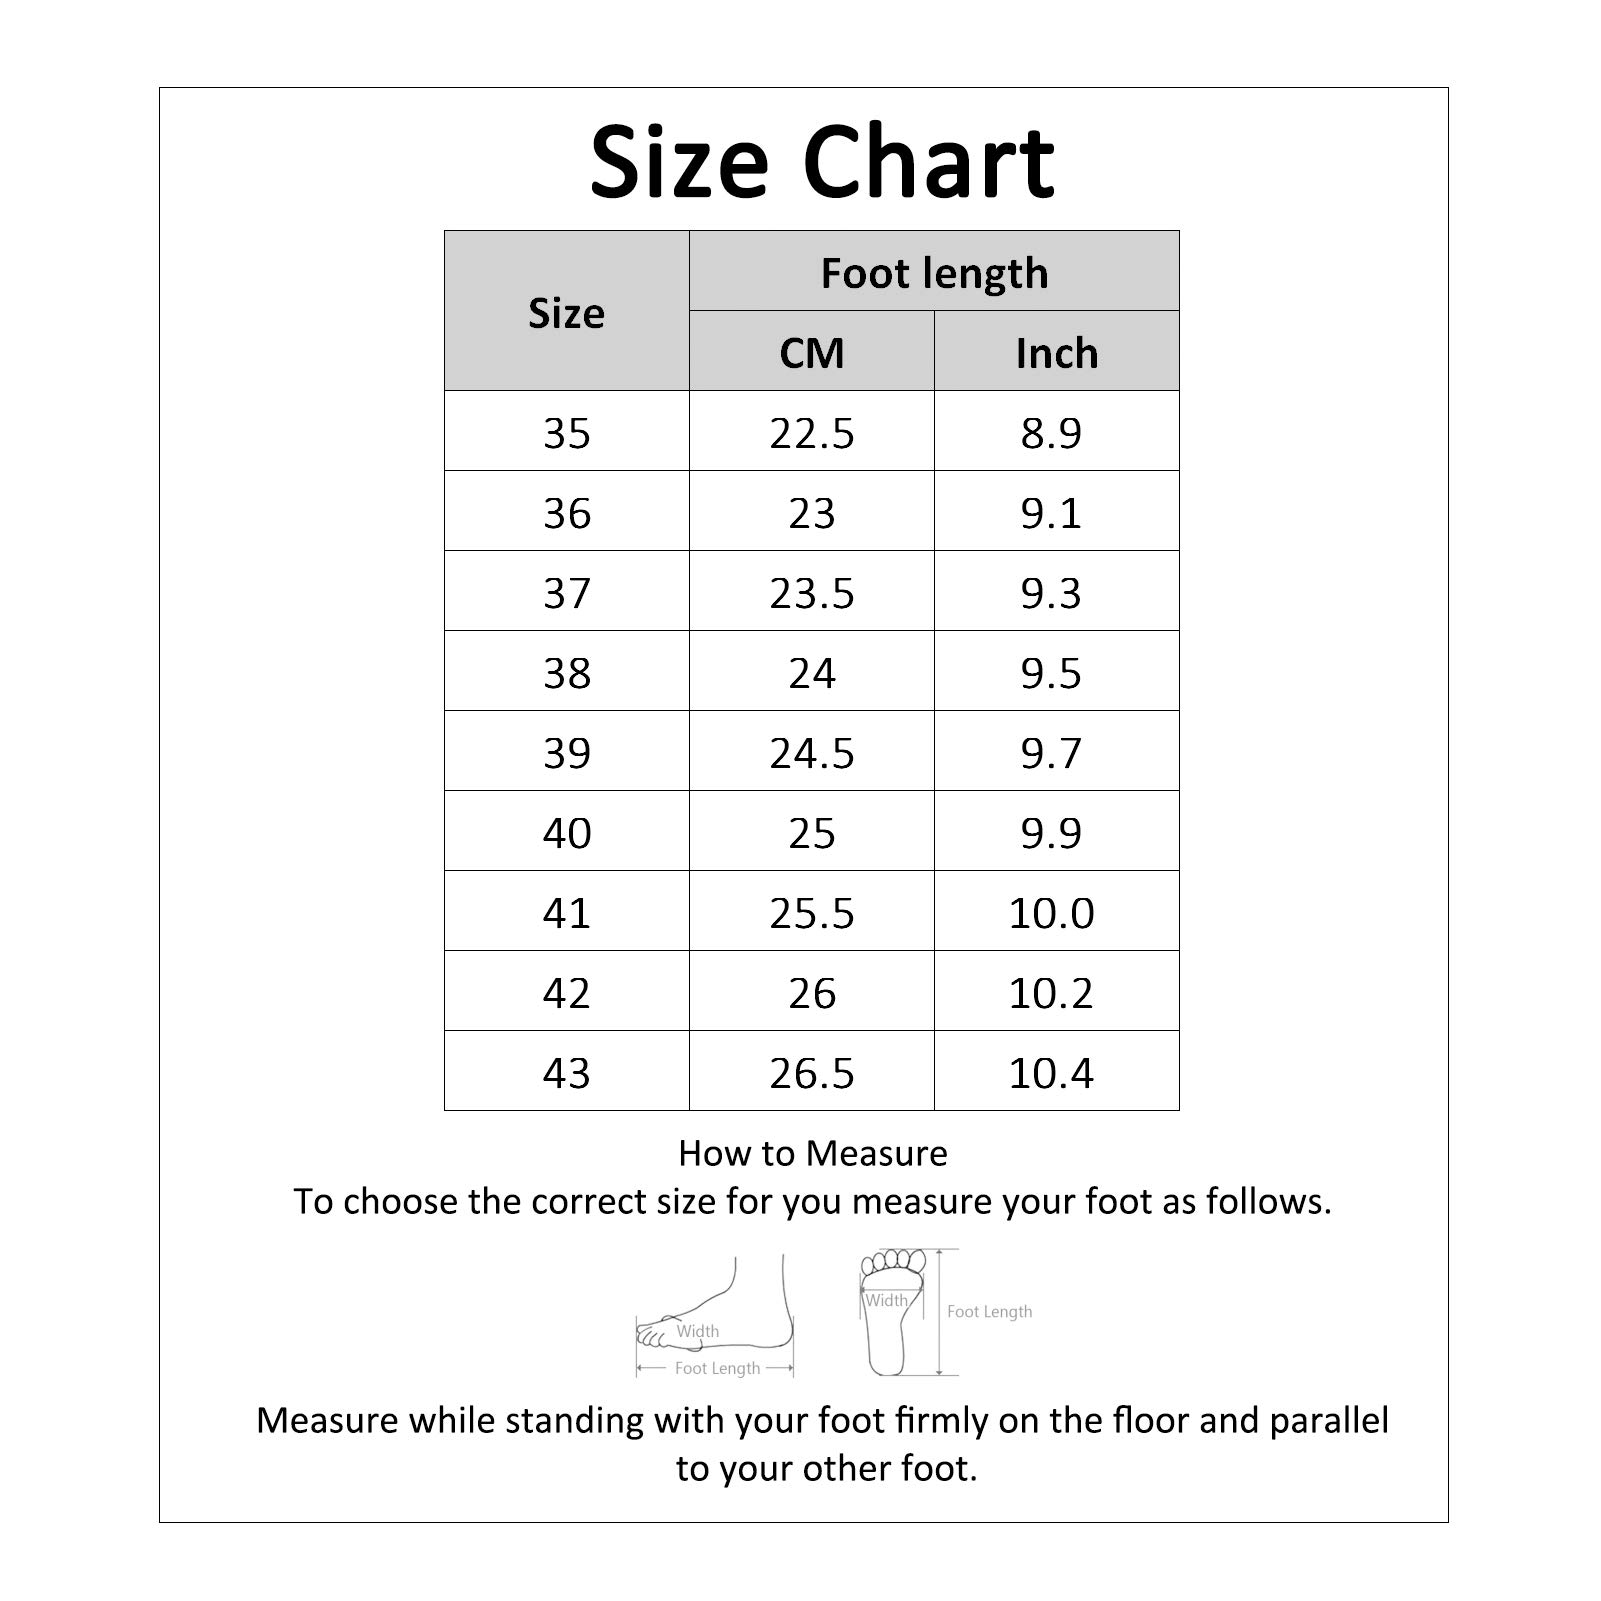 Size Chart
Size
Foot length
CM Inch
35 22.5 8.9
36 23 9.1
37 23.5 9.3
38 24 9.5
39 24.5 9.7
40 25 9.9
41 25.5 10.0
42 26 10.2
43 26.5 10.4
How to Measure
To choose the correct size for you measure your foot as follows.
Width
Foot Length
Width
Foot Length
Measure while standing with your foot firmly on the floor and parallel
to your other foot.